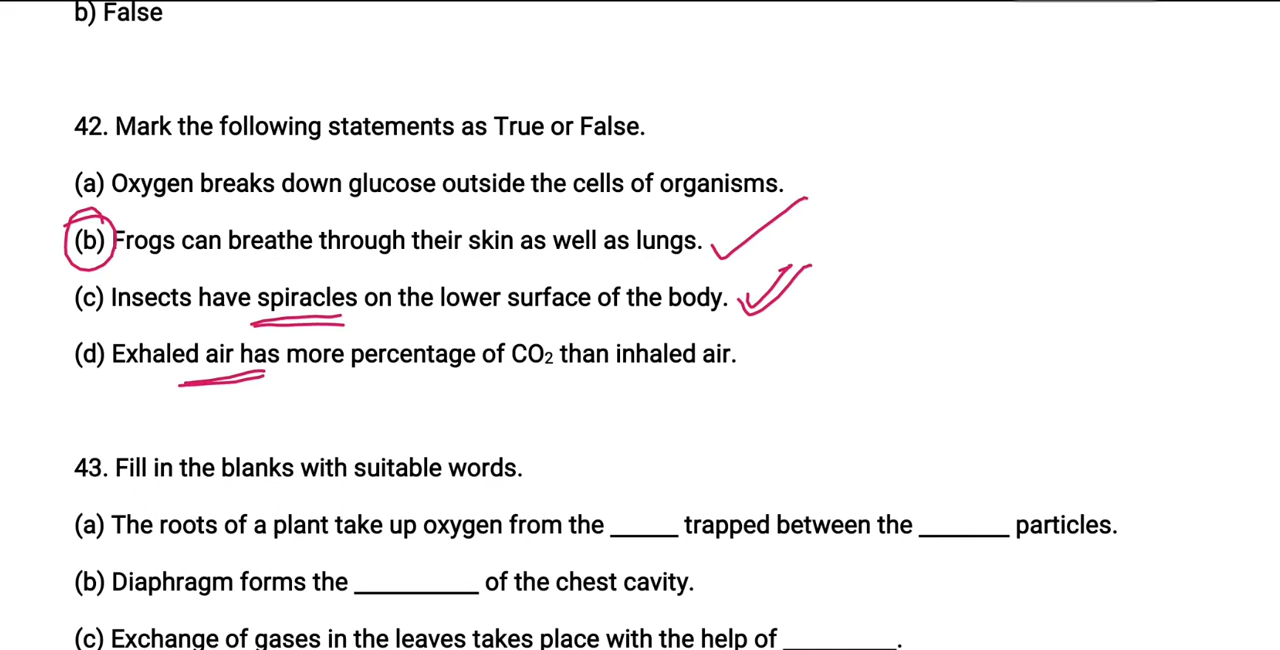 b) False
42. Mark the following statements as True or False.
(a) Oxygen breaks down glucose outside the cells of organisms.
(b) Frogs can breathe through their skin as well as lungs.
(c) Insects have spiracles on the lower surface of the body.
(d) Exhaled air has more percentage of CO₂ than inhaled air.
43. Fill in the blanks with suitable words.
(a) The roots of a plant take up oxygen from the _____ trapped between the _______ particles.
(b) Diaphragm forms the _________ of the chest cavity.
(c) Exchange of gases in the leaves takes place with the help of ________.